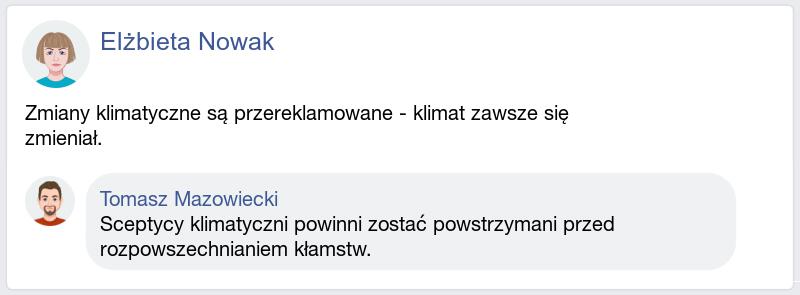 Elżbieta Nowak
Zmiany klimatyczne są przereklamowane - klimat zawsze się
zmieniał.
Tomasz Mazowiecki
Sceptycy klimatyczni powinni zostać powstrzymani przed
rozpowszechnianiem kłamstw.